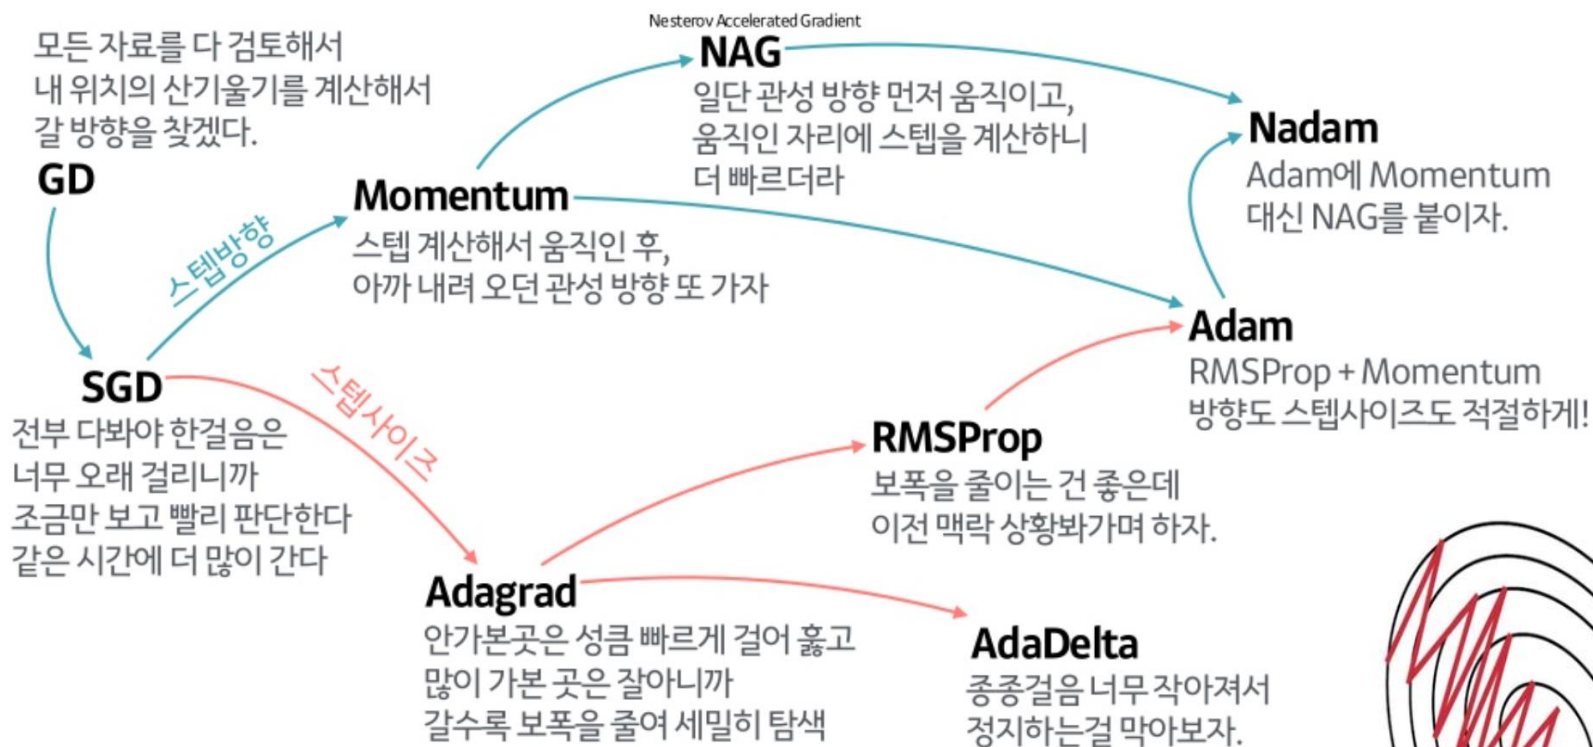 모든 자료를 다 검토해서
내 위치의 산기울기를 계산해서
갈 방향을 찾겠다.
GD
스텝방향
SGD
전부 다봐야 한걸음은
너무 오래 걸리니까
조금만 보고 빨리 판단한다
같은 시간에 더 많이 간다
Momentum
스텝 계산해서 움직인 후,
아까 내려 오던 관성 방향 또 가자
Nesterov Accelerated Gradient
NAG
일단 관성 방향 먼저 움직이고,
움직인 자리에 스텝을 계산하니
더 빠르더라
Nadam
Adam에 Momentum
대신 NAG를 붙이자.
Adam
RMSProp + Momentum
방향도 스텝사이즈도 적절하게!
스텝사이즈
RMSProp
보폭을 줄이는 건 좋은데
이전 맥락 상황봐가며 하자.
Adagrad
안가본곳은 성큼 빠르게 걸어 훓고
많이 가본 곳은 잘아니까
갈수록 보폭을 줄여 세밀히 탐색
AdaDelta
종종걸음 너무 작아져서
정지하는걸 막아보자.